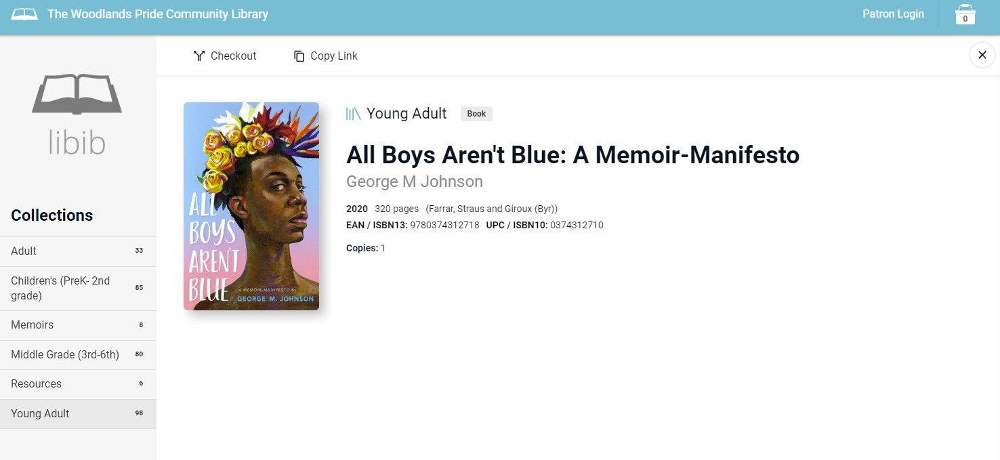 The Woodlands Pride Community Library
Patron Login
0
Checkout
Copy Link
libib
Collections
Adult 33
Children's (PreK- 2nd
grade) 85
Memoirs 8
Middle Grade (3rd-6th) 80
Resources 6
Young Adult 98
ALL
BOYS
AREN'T
BLUE
A MEMOIR-MANIFESTO by
GEORGE M. JOHNSON
Young Adult Book
All Boys Aren't Blue: A Memoir-Manifesto
George M Johnson
2020 320 pages (Farrar, Straus and Giroux (Byr))
EAN / ISBN13: 9780374312718 UPC / ISBN10: 0374312710
Copies: 1